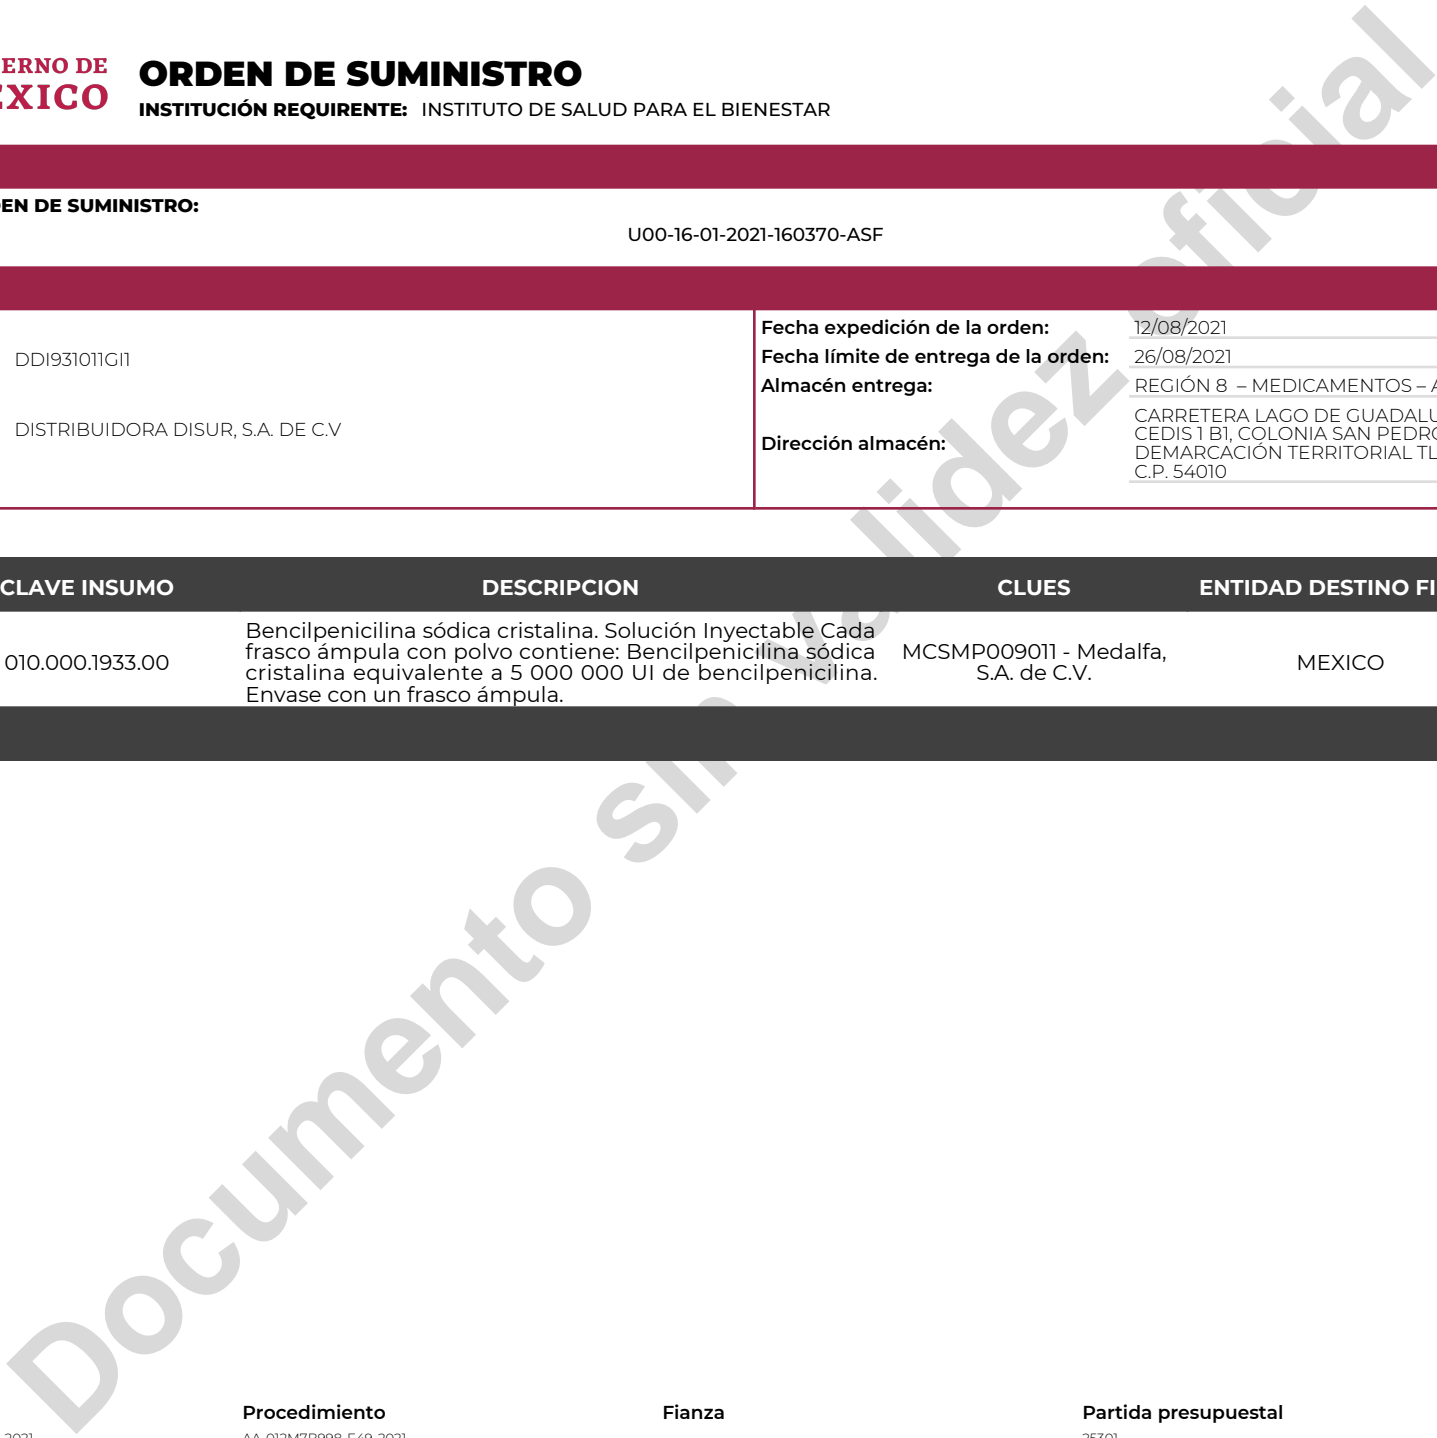 ERNO DE
EXICO
ORDEN DE SUMINISTRO
INSTITUCIÓN REQUIRENTE: INSTITUTO DE SALUD PARA EL BIENESTAR
EN DE SUMINISTRO:
U00-16-01-2021-160370-ASF
DDI931011GI1
DISTRIBUIDORA DISUR, S.A. DE C.V
Fecha expedición de la orden: 12/08/2021
Fecha límite de entrega de la orden: 26/08/2021
Almacén entrega: REGIÓN 8 – MEDICAMENTOS – A
Dirección almacén:
CARRETERA LAGO DE GUADALU
CEDIS 1 B1, COLONIA SAN PEDRO
DEMARCACIÓN TERRITORIAL TL
C.P. 54010
CLAVE INSUMO DESCRIPCION CLUES ENTIDAD DESTINO FI
010.000.1933.00
Bencilpenicilina sódica cristalina. Solución Inyectable Cada
frasco ámpula con polvo contiene: Bencilpenicilina sódica
cristalina equivalente a 5 000 000 UI de bencilpenicilina.
Envase con un frasco ámpula.
MCSMP009011 - Medalfa,
S.A. de C.V.
MEXICO
Documento sin validez oficial
Procedimiento Fianza Partida presupuestal